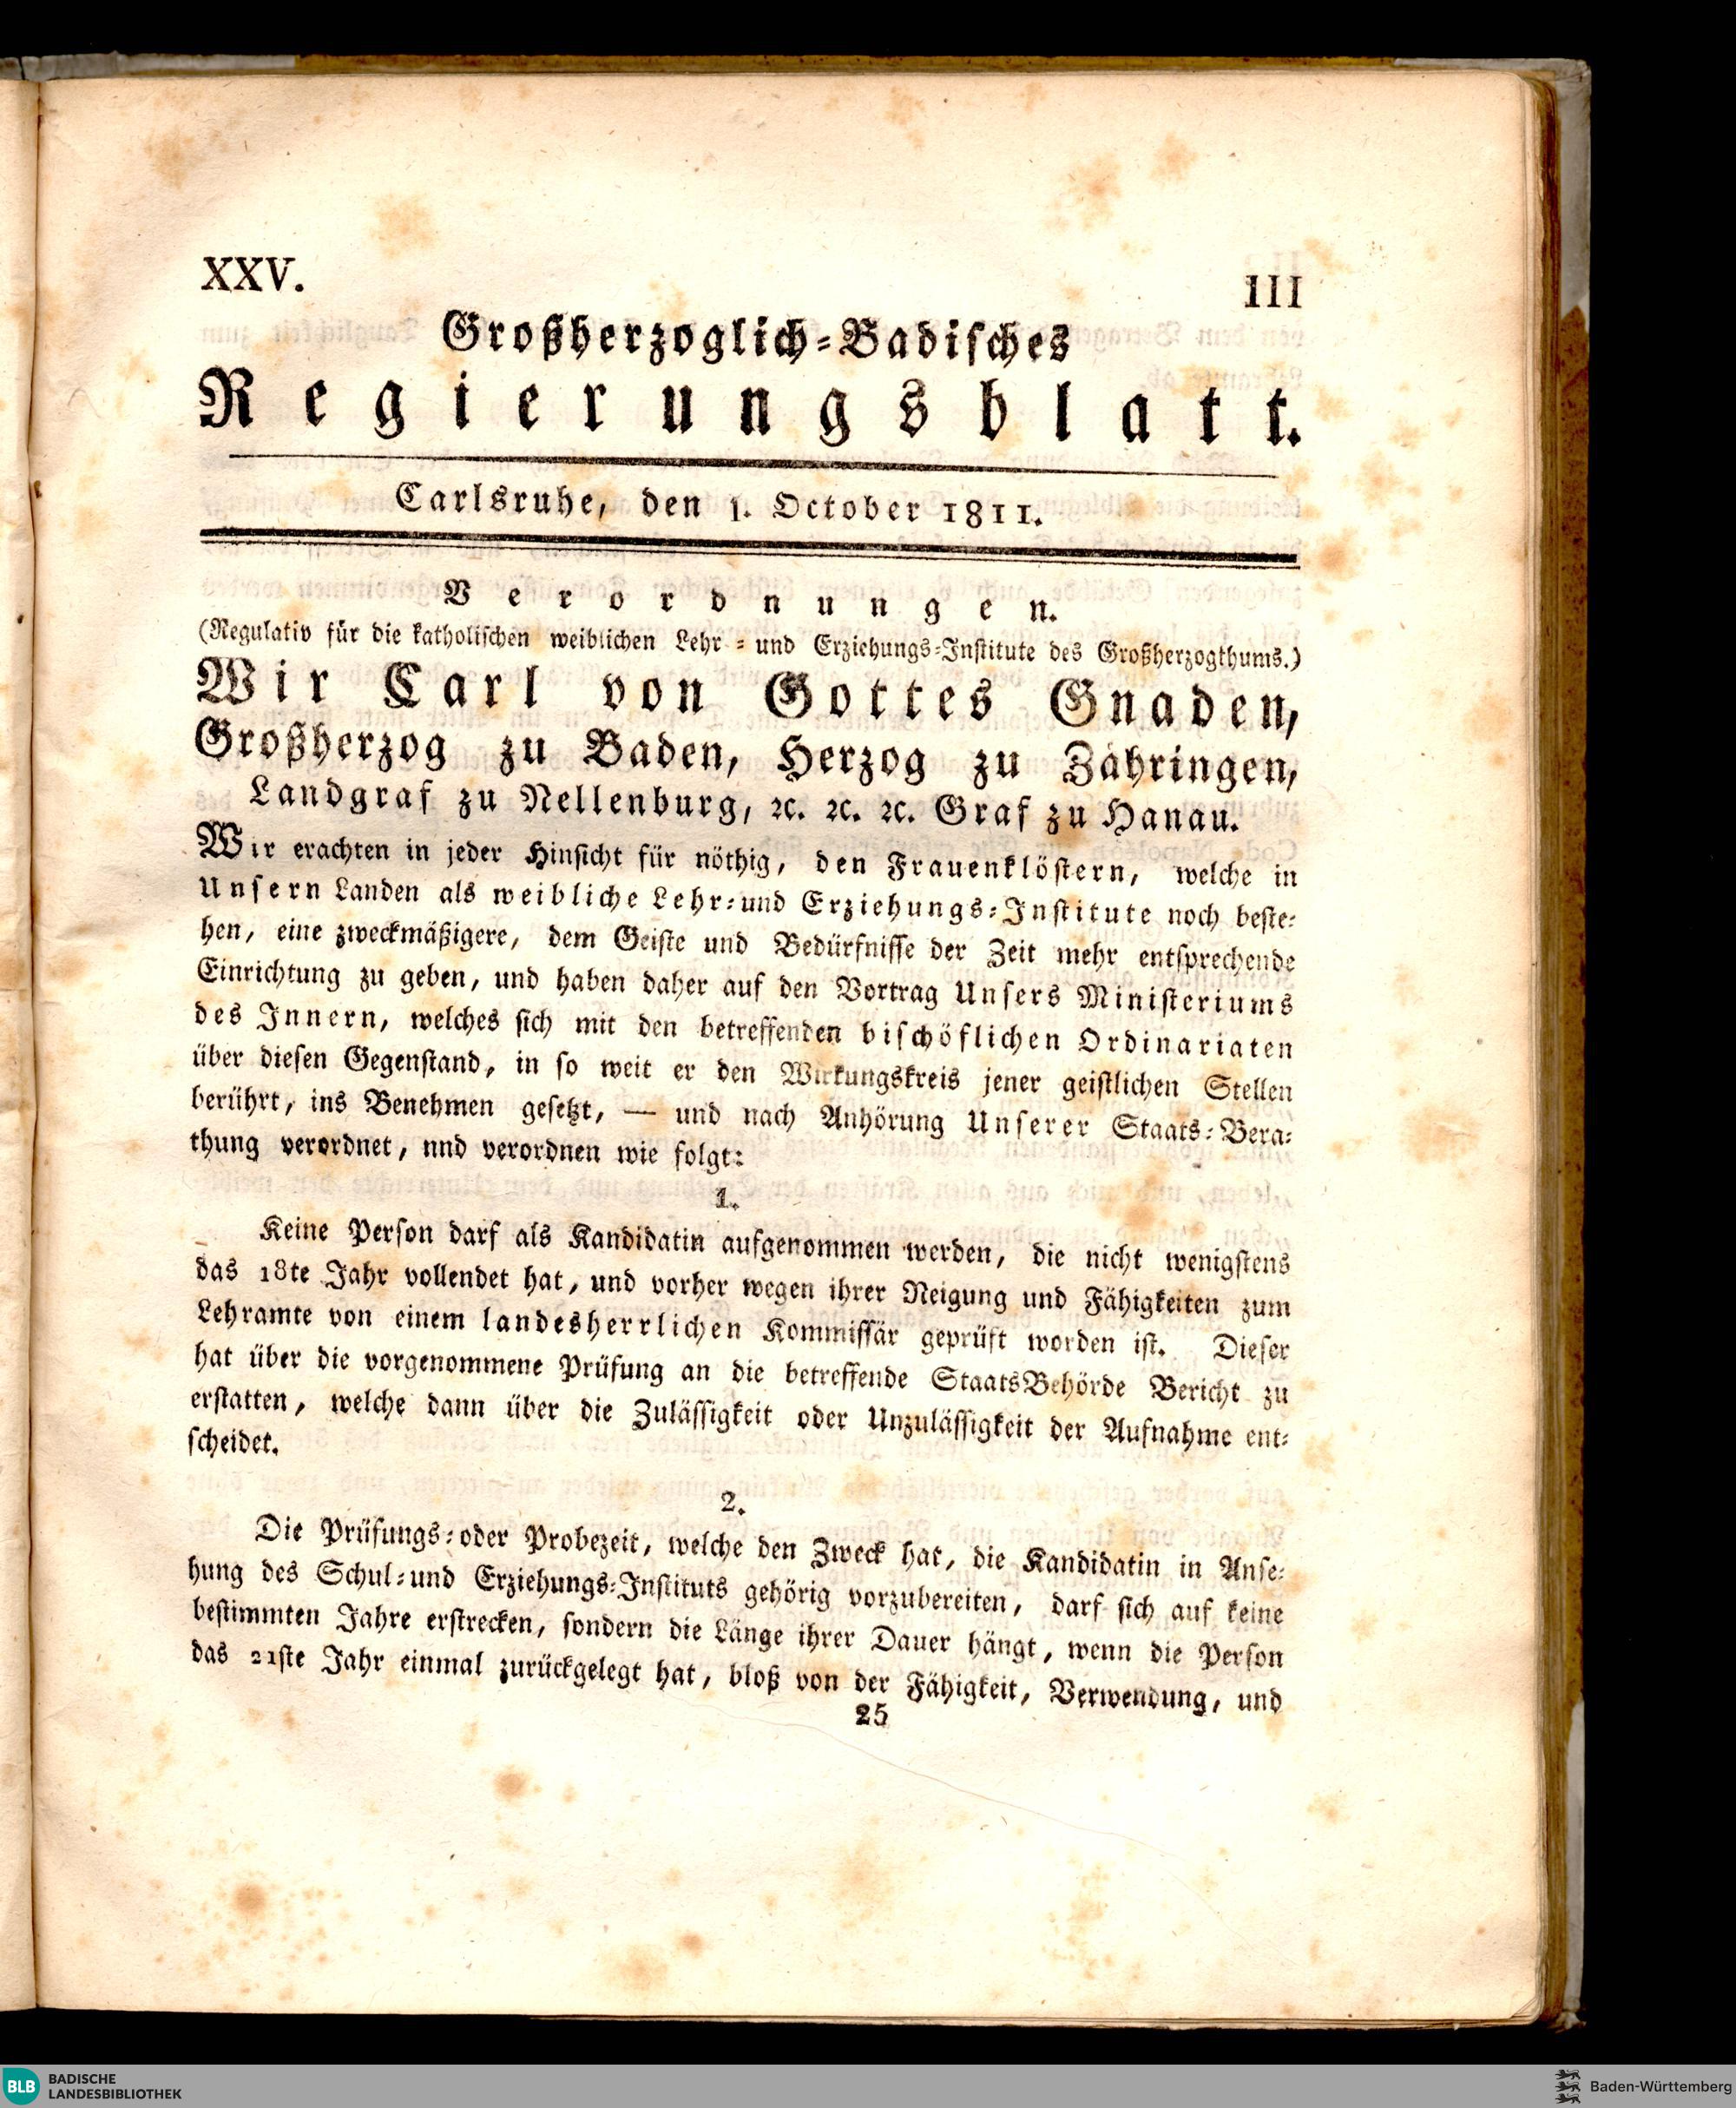 XXV.
111
Großherzoglich-Badisches
Regierungsblatt.
Carlsruhe, den 1. October 1811.
Verordnungen.
(Regulativ für die katholischen weiblichen Lehr- und Erziehungs-Institute des Großherzogthums.)
Wir Carl von Gottes Gnaden,
Großherzog zu Baden, Herzog zu Zähringen,
Landgraf zu Nellenburg, ꝛc. ꝛc. ꝛc. Graf zu Hanau.
Wir erachten in jeder Hinsicht für nöthig, den Frauenklöstern, welche in
Unsern Landen als weibliche Lehr-und Erziehungs-Institute noch beste-
hen, eine zweckmäßigere, dem Geiste und Bedürfnisse der Zeit mehr entsprechende
Einrichtung zu geben, und haben daher auf den Vortrag Unsers Ministeriums
des Innern, welches sich mit den betreffenden bischöflichen Ordinariaten
über diesen Gegenstand, in so weit er den Wirkungskreis jener geistlichen Stellen
berührt, ins Benehmen gesetzt, — und nach Anhörung Unserer Staats-Bera-
thung verordnet, nnd verordnen wie folgt:
1.
Keine Person darf als Kandidatin aufgenommen werden, die nicht wenigstens
das 18te Jahr vollendet hat, und vorher wegen ihrer Neigung und Fähigkeiten zum
Lehramte von einem landesherrlichen Kommissär geprüft worden ist. Dieser
hat über die vorgenommene Prüfung an die betreffende StaatsBehörde Bericht zu
erstatten, welche dann über die Zulässigkeit oder Unzulässigkeit der Aufnahme ent-
scheidet.
2.
Die Prüfungs-oder Probezeit, welche den Zweck hat, die Kandidatin in Anse-
hung des Schul-und Erziehungs-Instituts gehörig vorzubereiten, darf sich auf keine
bestimmten Jahre erstrecken, sondern die Länge ihrer Dauer hängt, wenn die Person
das 21ste Jahr einmal zurückgelegt hat, bloß von der Fähigkeit, Verwendung, und
25
BLB BADISCHE
LANDESBIBLIOTHEK
Baden-Württemberg